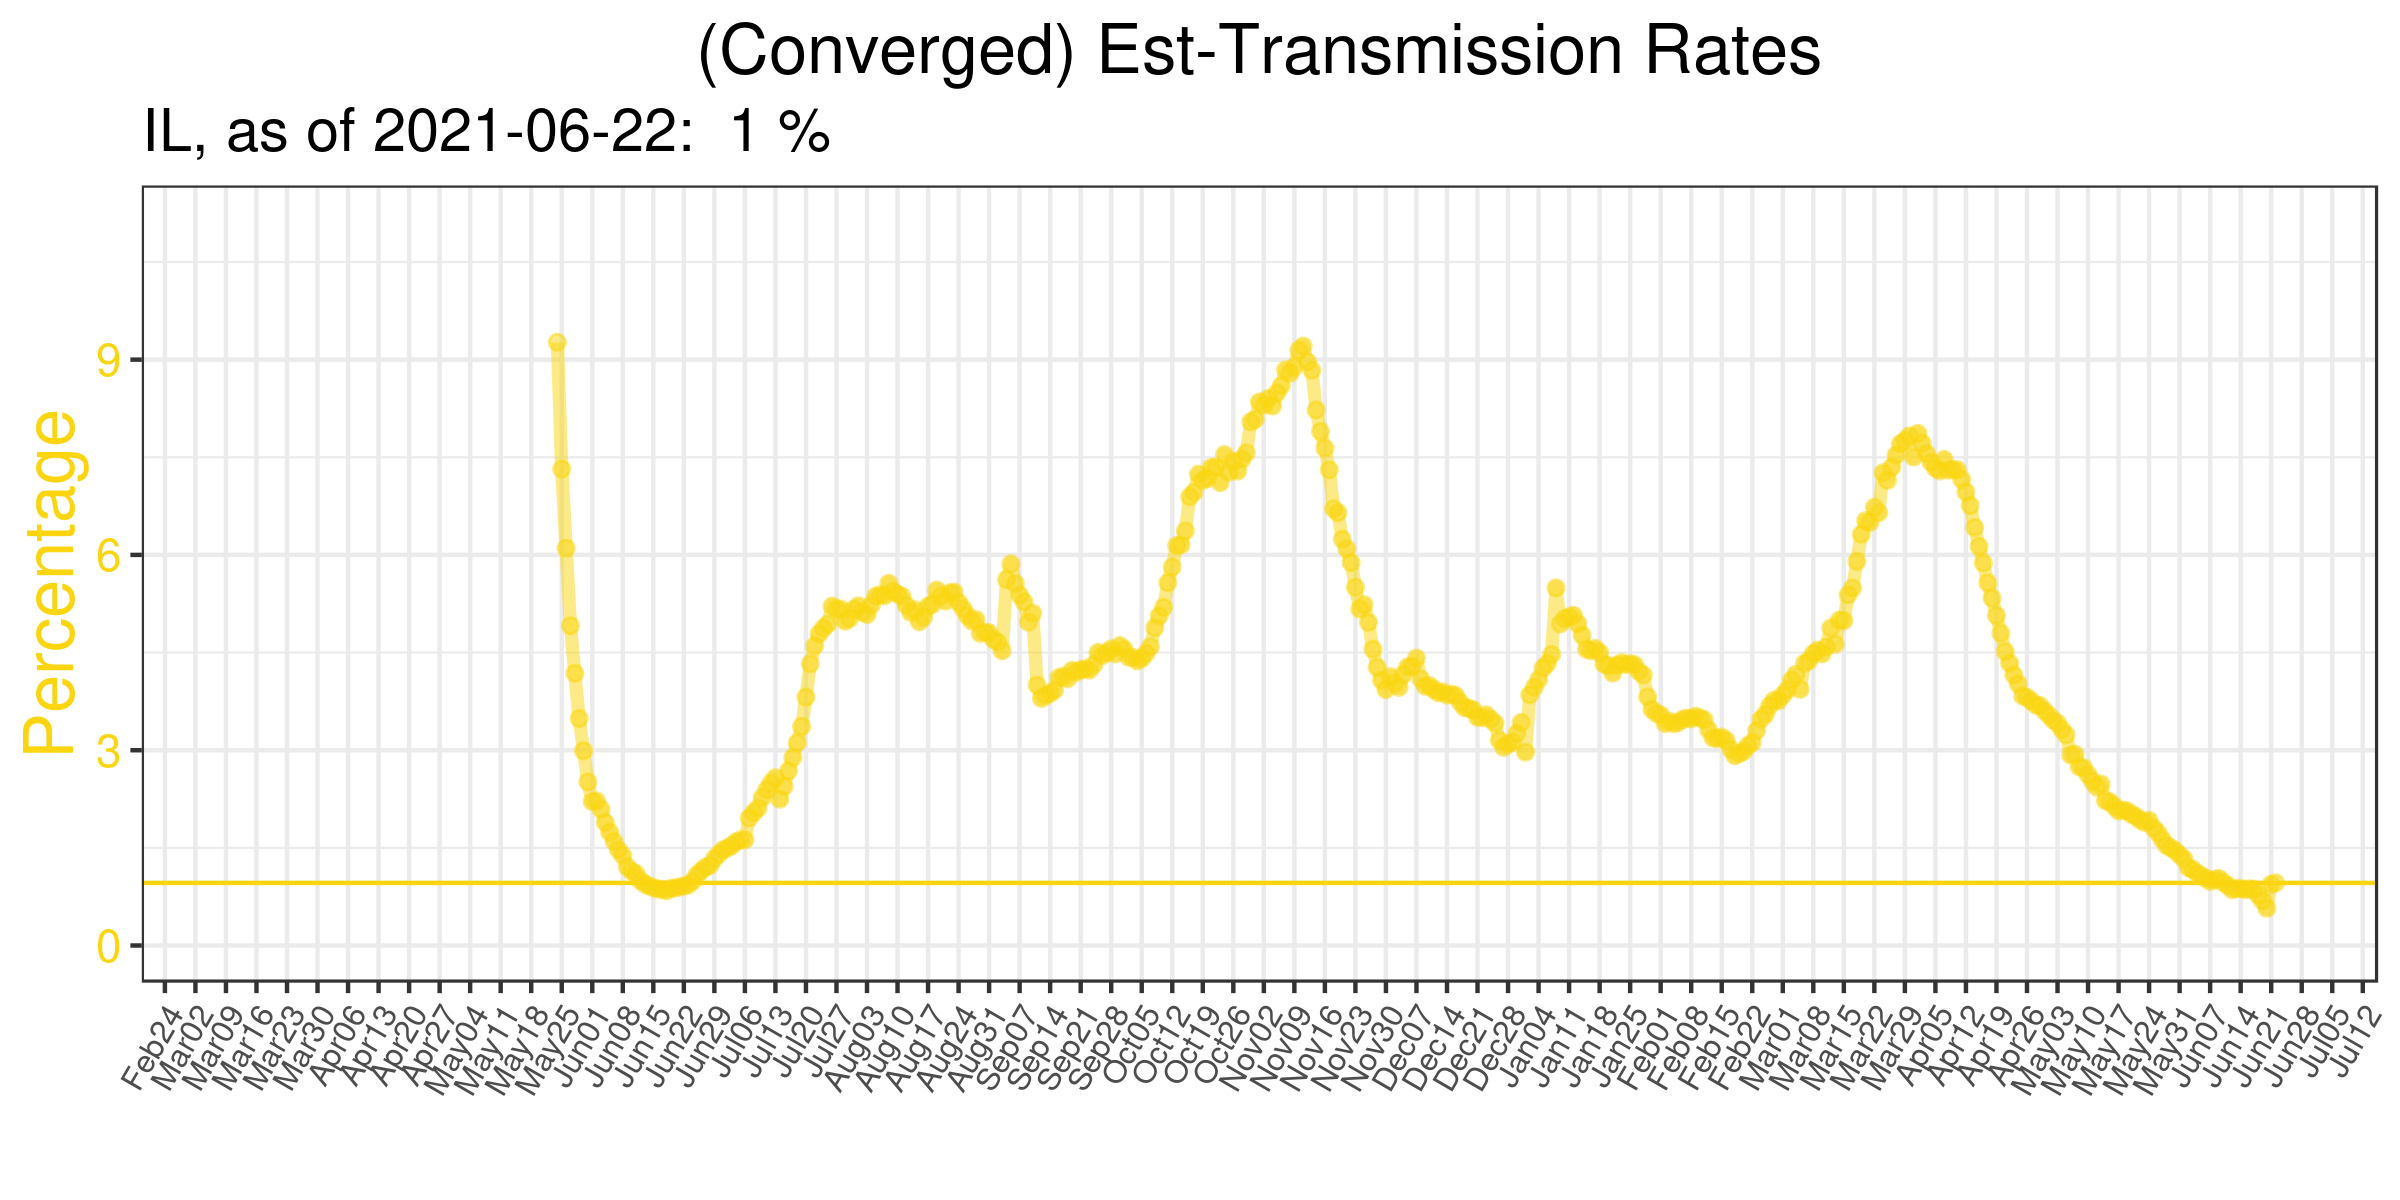 (Converged) Est-Transmission Rates
IL, as of 2021-06-22: 1 %
Percentage
9
6
3
0
Feb24
Mar02
Mar09
Mar16
Mar23
Mar30
Apr06
Apr13
Apr20
Apr27
May04
May11
May18
May25
Jun01
Jun08
Jun15
Jun22
Jun29
Jul06
Jul13
Jul20
Jul27
Aug03
Aug10
Aug17
Aug24
Aug31
Sep07
Sep14
Sep21
Sep28
Oct05
Oct12
Oct19
Oct26
Nov02
Nov09
Nov16
Nov23
Nov30
Dec07
Dec14
Dec21
Dec28
Jan04
Jan11
Jan18
Jan25
Feb01
Feb08
Feb15
Feb22
Mar01
Mar08
Mar15
Mar22
Mar29
Apr05
Apr12
Apr19
Apr26
May03
May10
May17
May24
May31
Jun07
Jun14
Jun21
Jun28
Jul05
Jul12